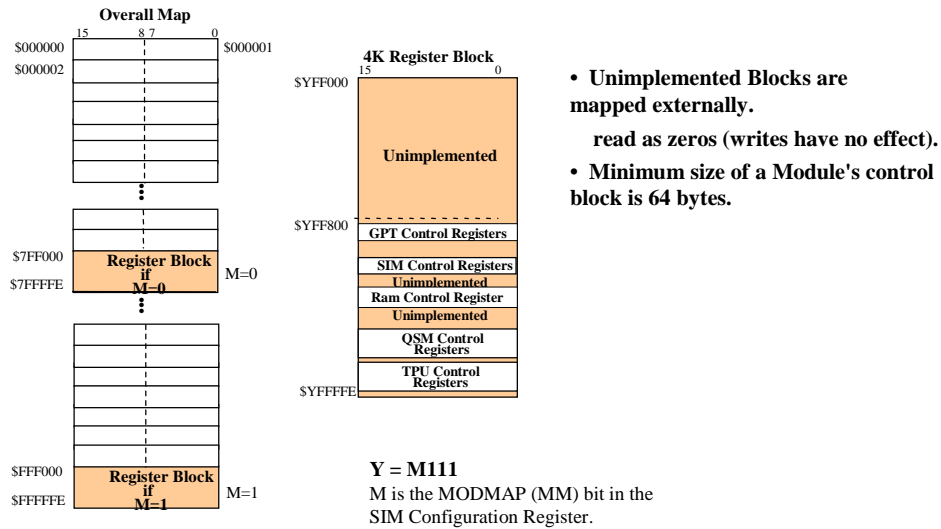 Overall Map
15 8 7 0
$000000 $000001
$000002
$7FF000
Register Block
if
M=0
M=0
$7FFFFE
$FFF000
Register Block
if
M=1
M=1
$FFFFFE
4K Register Block
15 0
$YFF000
Unimplemented
$YFF800
GPT Control Registers
SIM Control Registers
Unimplemented
Ram Control Register
Unimplemented
QSM Control
Registers
TPU Control
Registers
$YFFFFE
Y = M111
M is the MODMAP (MM) bit in the
SIM Configuration Register.
• Unimplemented Blocks are
mapped externally.
read as zeros (writes have no effect).
• Minimum size of a Module's control
block is 64 bytes.